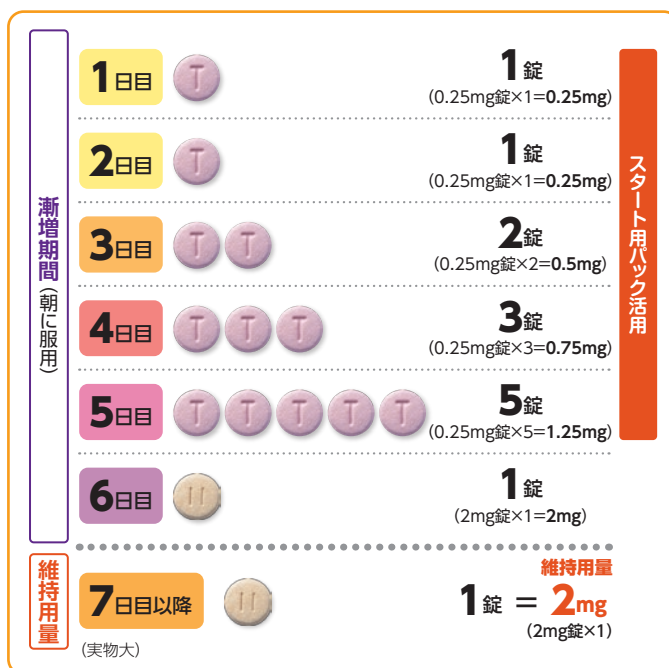 漸増期間(朝に服用)
スタート用パック活用
1日目
T
1錠
(0.25mg錠×1=0.25mg)
2日目
T
1錠
(0.25mg錠×1=0.25mg)
3日目
T T
2錠
(0.25mg錠×2=0.5mg)
4日目
T T T
3錠
(0.25mg錠×3=0.75mg)
5日目
T T T T T
5錠
(0.25mg錠×5=1.25mg)
6日目
11
1錠
(2mg錠×1=2mg)
維持用量
7日目以降
11
維持用量
1錠 = 2mg
(2mg錠×1)
(実物大)